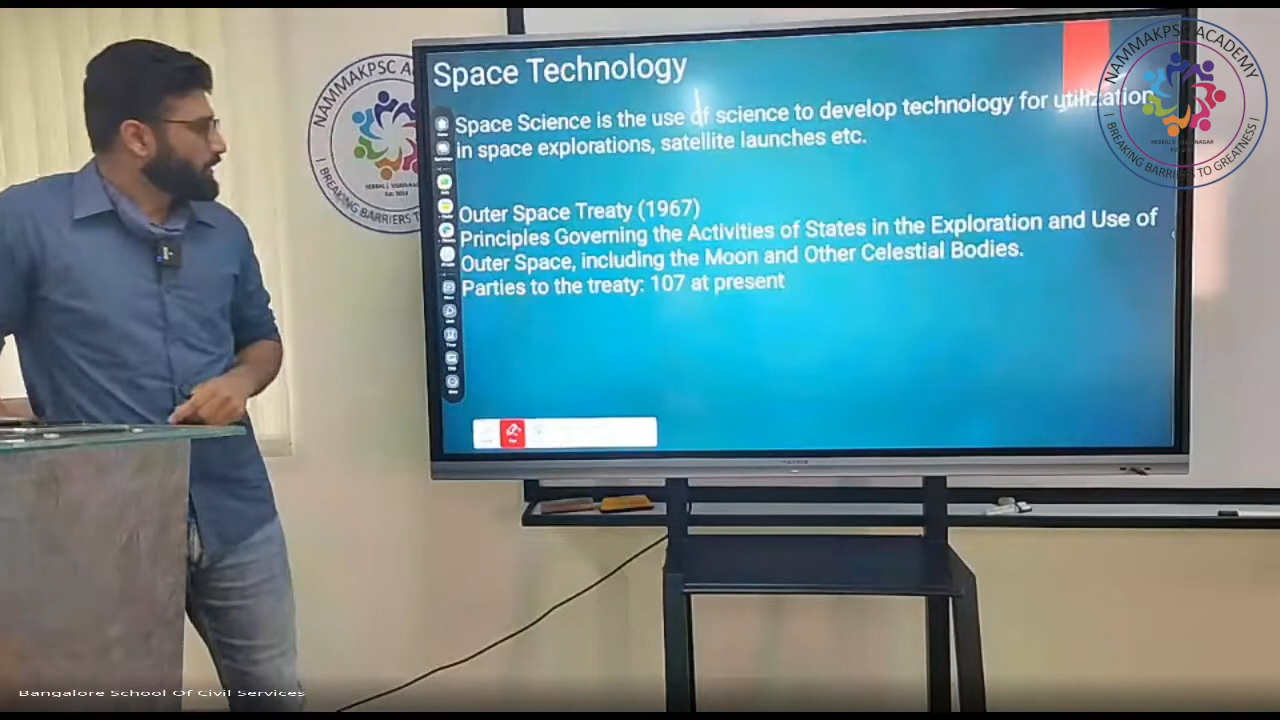 Space Technology
Space Science is the use of science to develop technology for utilization
in space explorations, satellite launches etc.
Outer Space Treaty (1967)
Principles Governing the Activities of States in the Exploration and Use of
Outer Space, including the Moon and Other Celestial Bodies.
Parties to the treaty: 107 at present
NAMMAKPSC A
BREAKING BARRIERS T
NAMMAKPSC ACADEMY
BREAKING BARRIERS TO GREATNESS
Bangalore School Of Civil Services